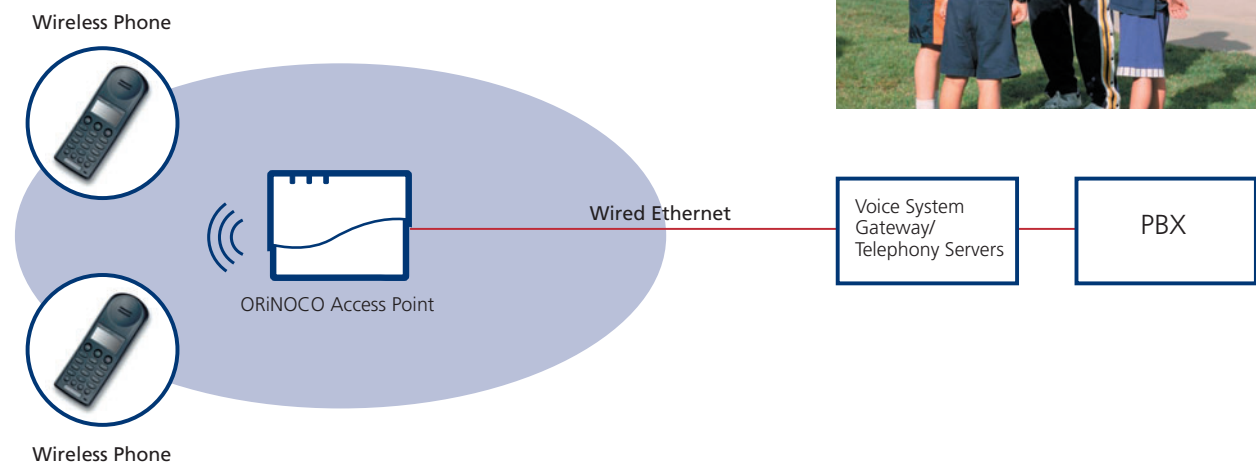 Wireless Phone
Wired Ethernet
Voice System
Gateway/
Telephony Servers
PBX
ORiNOCO Access Point
Wireless Phone